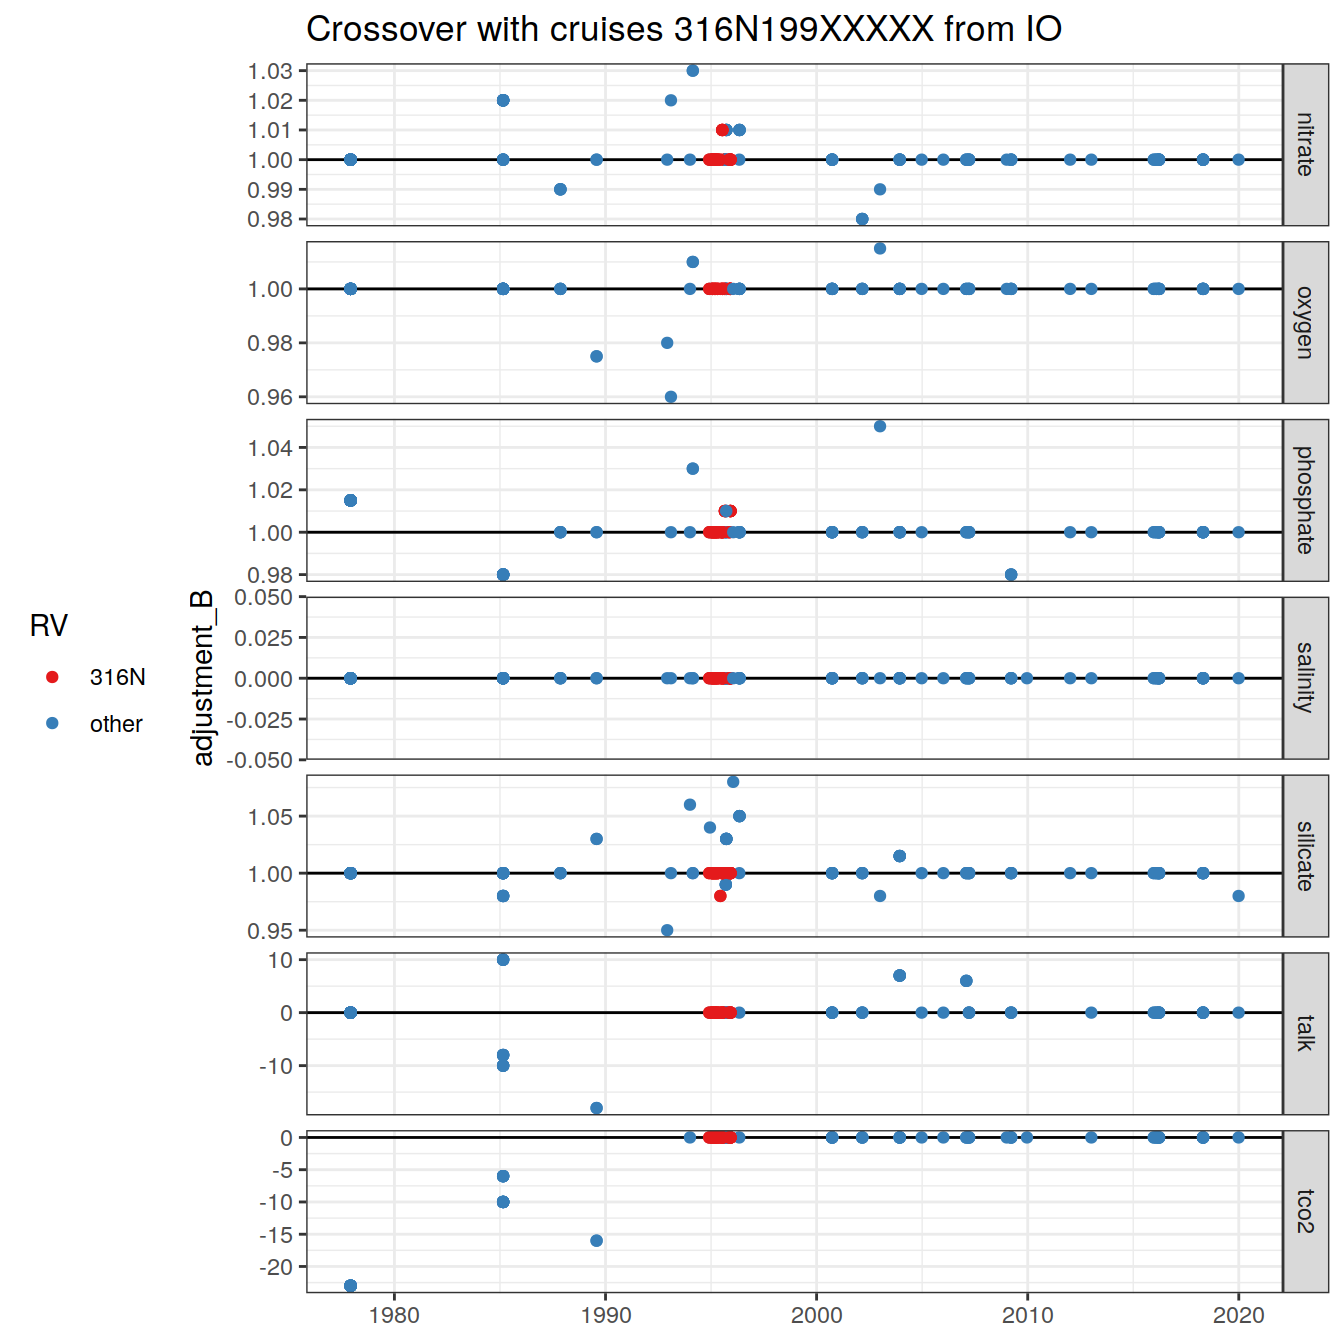 Crossover with cruises 316N199XXXXX from IO
1.03
1.02
1.01
1.00
0.99
0.98
nitrate
1.00
0.98
0.96
oxygen
1.04
1.02
1.00
0.98
phosphate
0.050
0.025
0.000
-0.025
-0.050
salinity
1.05
1.00
0.95
silicate
10
0
-10
talk
0
-5
-10
-15
-20
tco2
1980 1990 2000 2010 2020
adjustment_B
RV
316N
other